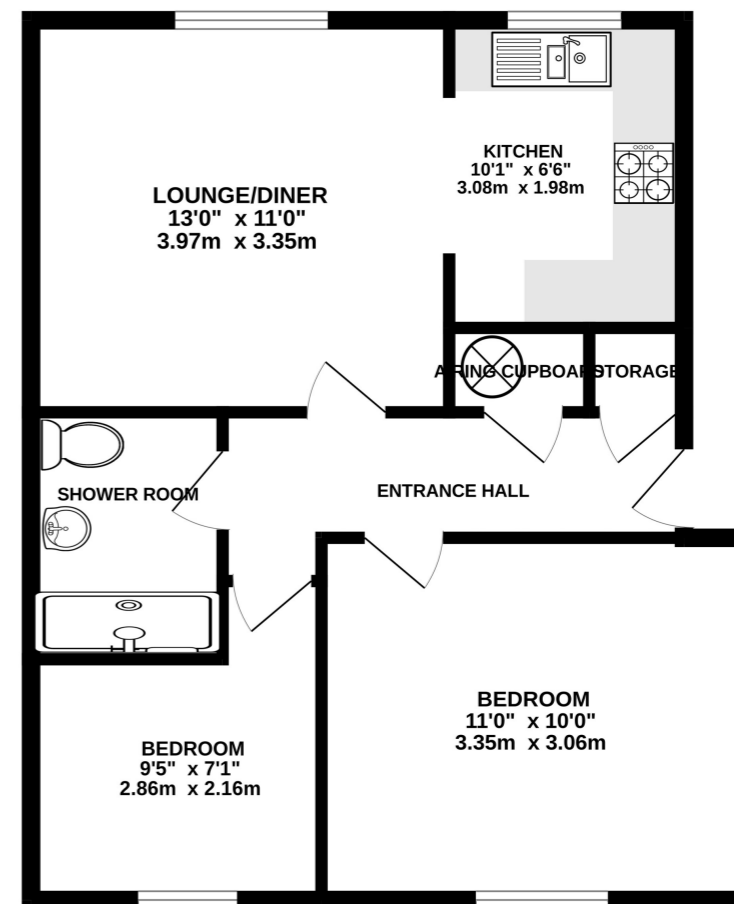 KITCHEN
10'1" x 6'6"
3.08m x 1.98m
LOUNGE/DINER
13'0" x 11'0"
3.97m x 3.35m
AIRING CUPBOARD
STORAGE
SHOWER ROOM
ENTRANCE HALL
BEDROOM
11'0" x 10'0"
3.35m x 3.06m
BEDROOM
9'5" x 7'1"
2.86m x 2.16m